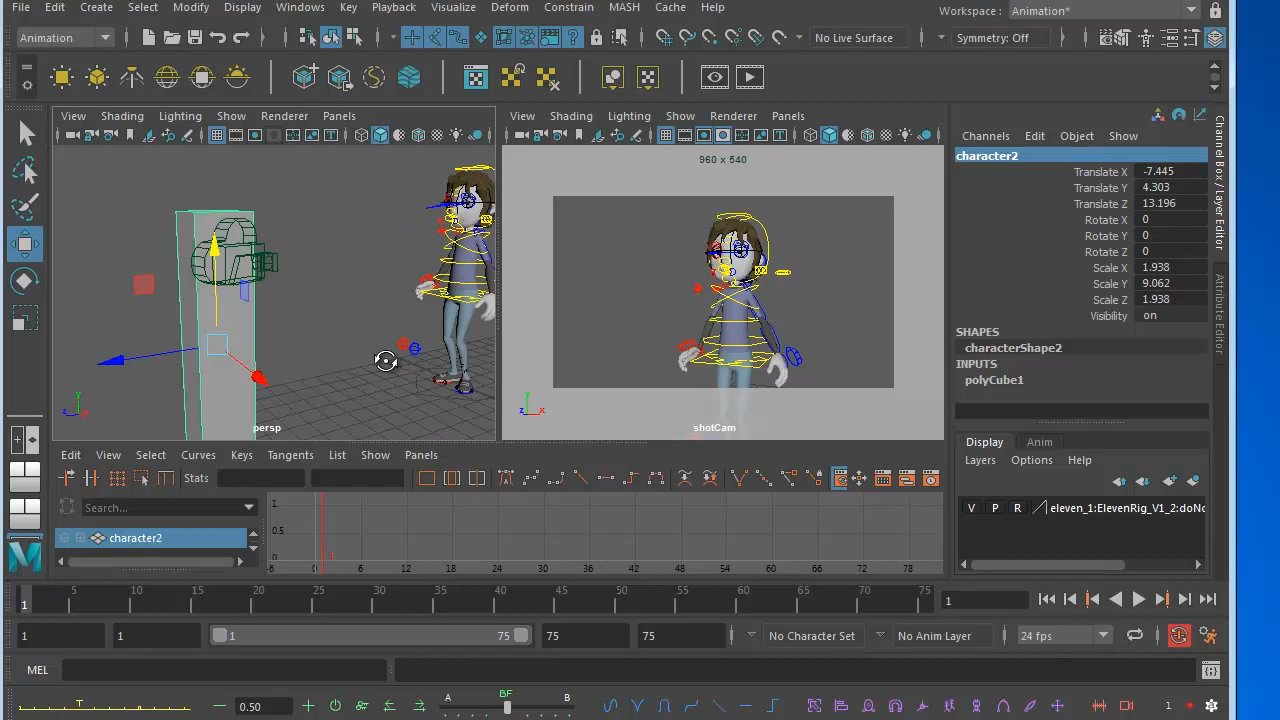 File Edit Create Select Modify Display Windows Key Playback Visualize Deform Constrain MASH Cache Help
Workspace : Animation*
Animation
No Live Surface
Symmetry: Off
View Shading Lighting Show Renderer Panels
View Shading Lighting Show Renderer Panels
Channels Edit Object Show
960 x 540
character2
Translate X -7.445
Translate Y 4.303
Translate Z 13.196
Rotate X 0
Rotate Y 0
Rotate Z 0
Scale X 1.938
Scale Y 9.062
Scale Z 1.938
Visibility on
SHAPES
characterShape2
INPUTS
polyCube1
Channel Box / Layer Editor
Attribute Editor
y
z
x
persp
y
z
x
shotCam
Display Anim
Layers Options Help
V P R eleven_1:ElevenRig_V1_2:doNo
Edit View Select Curves Keys Tangents List Show Panels
Stats
Search...
character2
1
0.5
0
1
-6 0 6 12 18 24 30 36 42 48 54 60 66 72 78
1 5 10 15 20 25 30 35 40 45 50 55 60 65 70 75
1
1 1 1 75 75 75
No Character Set
No Anim Layer
24 fps
MEL
T
0.50
A BF B
1